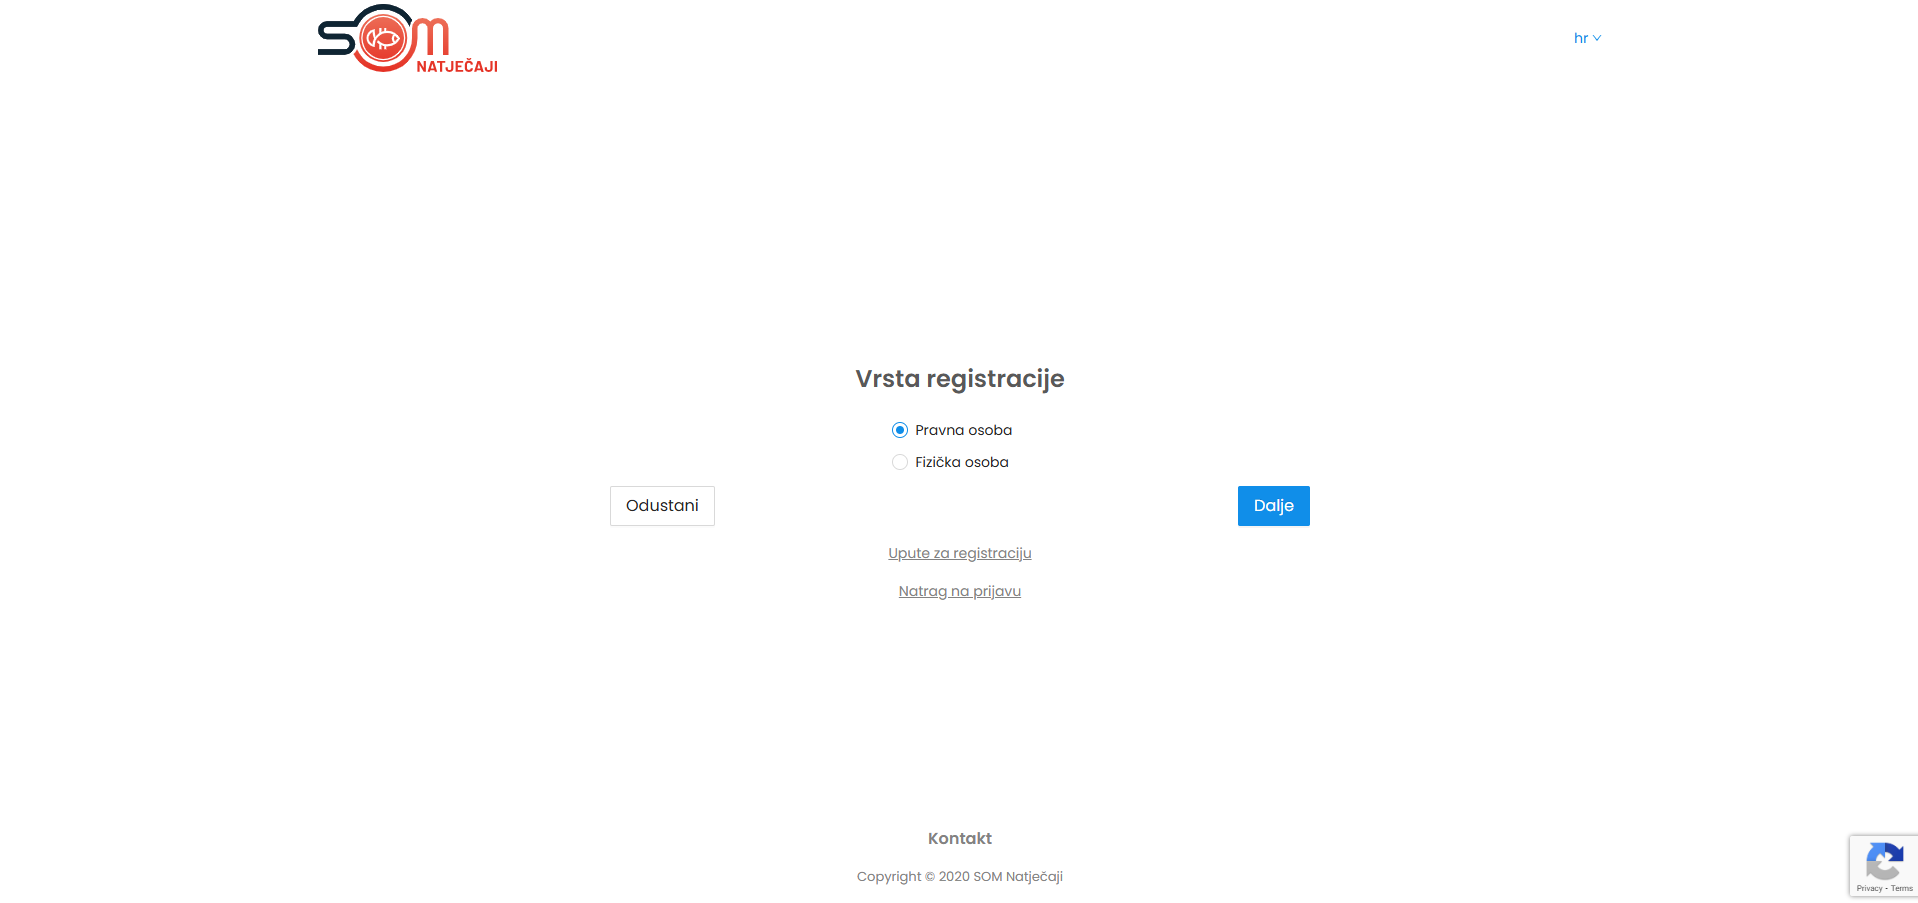 SOM
NATJEČAJI
hr
Vrsta registracije
Pravna osoba
Fizička osoba
Odustani
Dalje
Upute za registraciju
Natrag na prijavu
Kontakt
Copyright © 2020 SOM Natječaji
Privacy - Terms